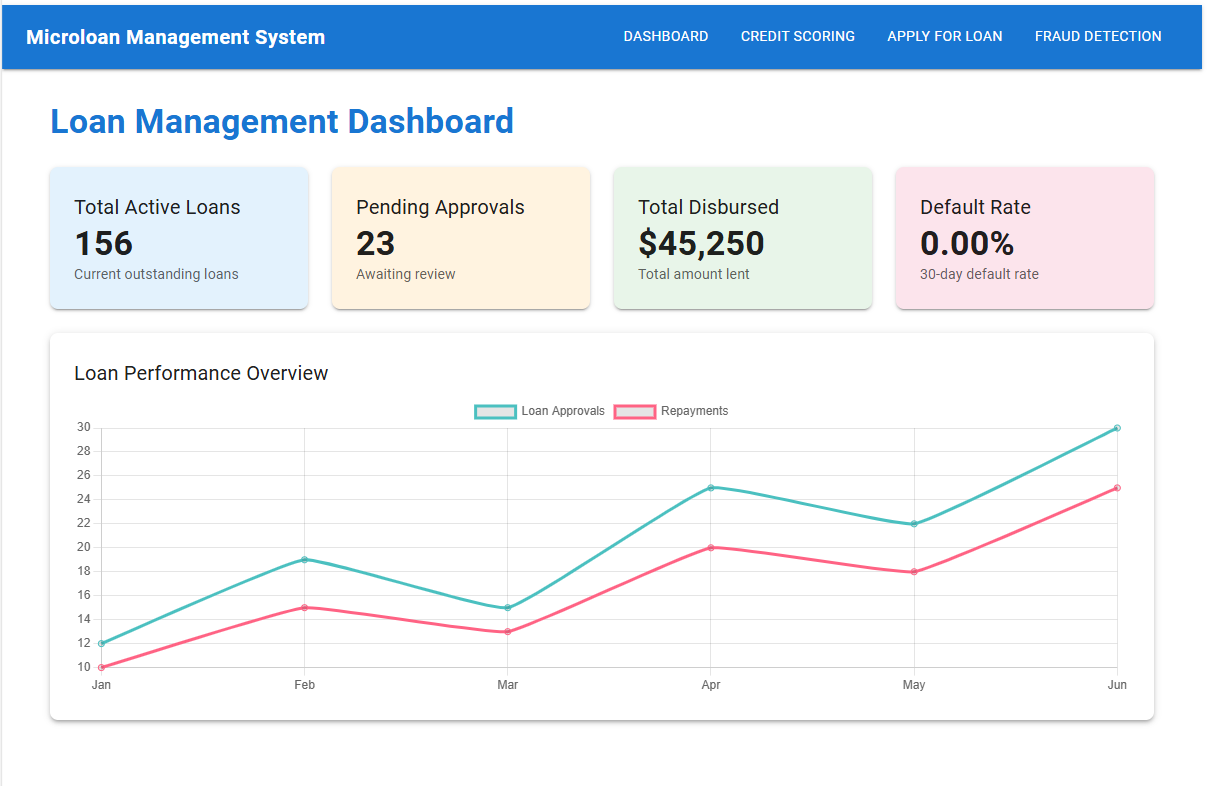 Microloan Management System
DASHBOARD CREDIT SCORING APPLY FOR LOAN FRAUD DETECTION
Loan Management Dashboard
Total Active Loans
156
Current outstanding loans
Pending Approvals
23
Awaiting review
Total Disbursed
$45,250
Total amount lent
Default Rate
0.00%
30-day default rate
Loan Performance Overview
Loan Approvals Repayments
30
28
26
24
22
20
18
16
14
12
10
Jan Feb Mar Apr May Jun